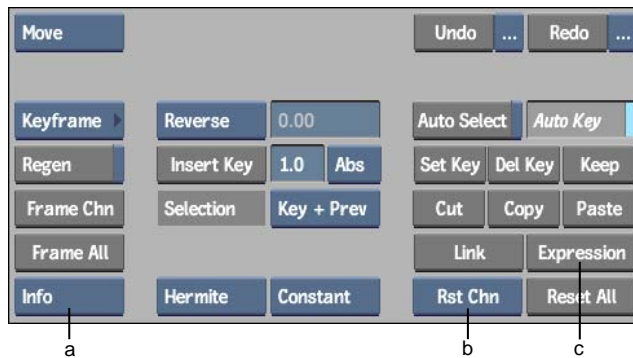 Move Undo ... Redo ...
Keyframe Reverse 0.00 Auto Select Auto Key
Regen Insert Key 1.0 Abs Set Key Del Key Keep
Frame Chn Selection Key + Prev Cut Copy Paste
Frame All Link Expression
Info Hermite Constant Rst Chn Reset All
a b c